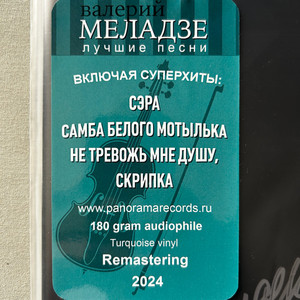 валерий
МЕЛАДЗЕ
лучшие песни
ВКЛЮЧАЯ СУПЕРХИТЫ:
СЭРА
САМБА БЕЛОГО МОТЫЛЬКА
НЕ ТРЕВОЖЬ МНЕ ДУШУ,
СКРИПКА
www.panoramarecords.ru
180 gram audiophile
Turquoise vinyl
Remastering
2024